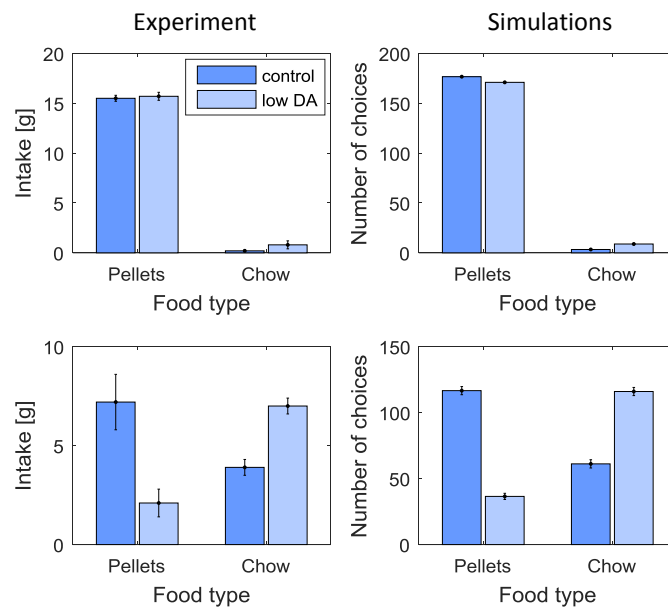 Experiment
Simulations
Intake [g]
20
15
10
5
0
control
low DA
Pellets
Chow
Food type
Number of choices
200
150
100
50
0
Pellets
Chow
Food type
Intake [g]
10
5
0
Pellets
Chow
Food type
Number of choices
150
100
50
0
Pellets
Chow
Food type